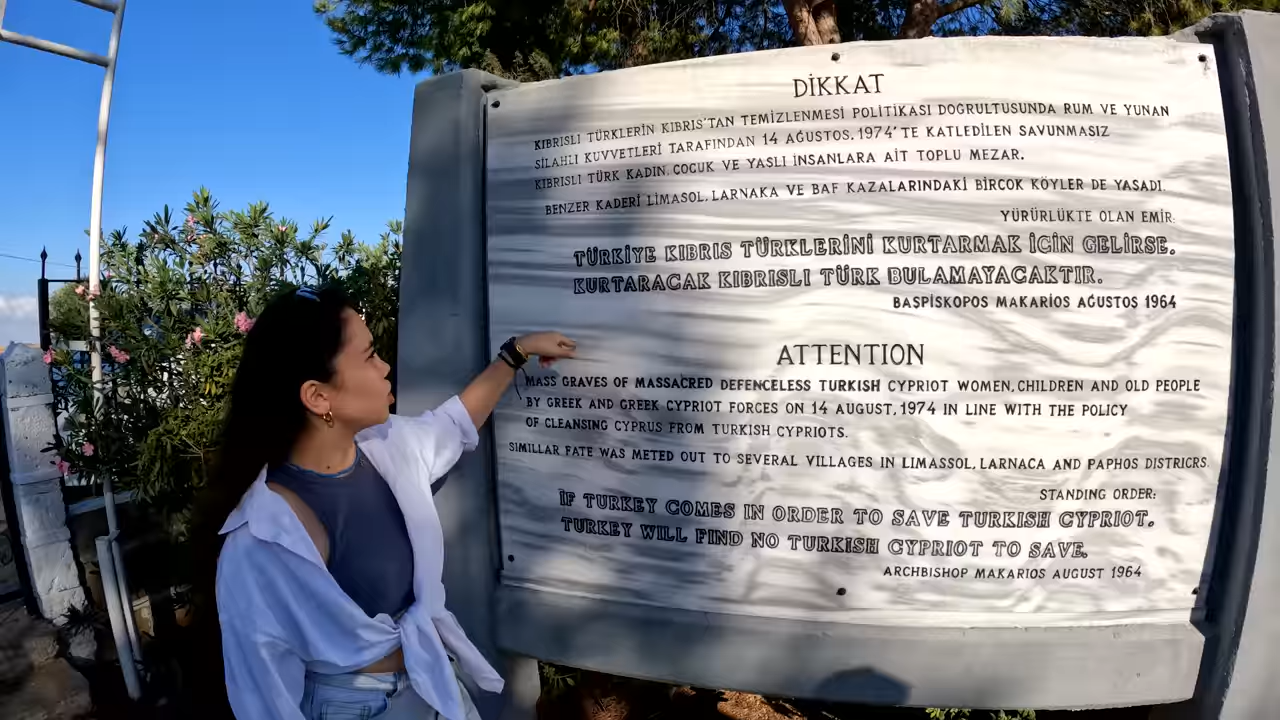 DİKKAT
KIBRISLI TÜRKLERİN KIBRIS'TAN TEMİZLENMESİ POLİTİKASI DOĞRULTUSUNDA RUM VE YUNAN
SİLAHLI KUVVETLERİ TARAFINDAN 14 AĞUSTOS, 1974'TE KATLEDİLEN SAVUNMASIZ
KIBRISLI TÜRK KADIN, ÇOCUK VE YAŞLI İNSANLARA AİT TOPLU MEZAR.
BENZER KADERİ LİMASOL, LARNAKA VE BAF KAZALARINDAKİ BİRÇOK KÖYLER DE YAŞADI.
YÜRÜRLÜKTE OLAN EMİR:
TÜRKİYE KIBRIS TÜRKLERİNİ KURTARMAK İÇİN GELİRSE,
KURTARACAK KIBRISLI TÜRK BULAMAYACAKTIR.
BAŞPİSKOPOS MAKARİOS AĞUSTOS 1964
ATTENTION
MASS GRAVES OF MASSACRED DEFENCELESS TURKISH CYPRIOT WOMEN, CHILDREN AND OLD PEOPLE
BY GREEK AND GREEK CYPRIOT FORCES ON 14 AUGUST, 1974 IN LINE WITH THE POLICY
OF CLEANSING CYPRUS FROM TURKISH CYPRIOTS.
SIMILLAR FATE WAS METED OUT TO SEVERAL VILLAGES IN LIMASSOL, LARNACA AND PAPHOS DISTRICRS.
STANDING ORDER:
İF TURKEY COMES IN ORDER TO SAVE TURKISH CYPRIOT,
TURKEY WILL FIND NO TURKISH CYPRIOT TO SAVE.
ARCHBISHOP MAKARIOS AUGUST 1964